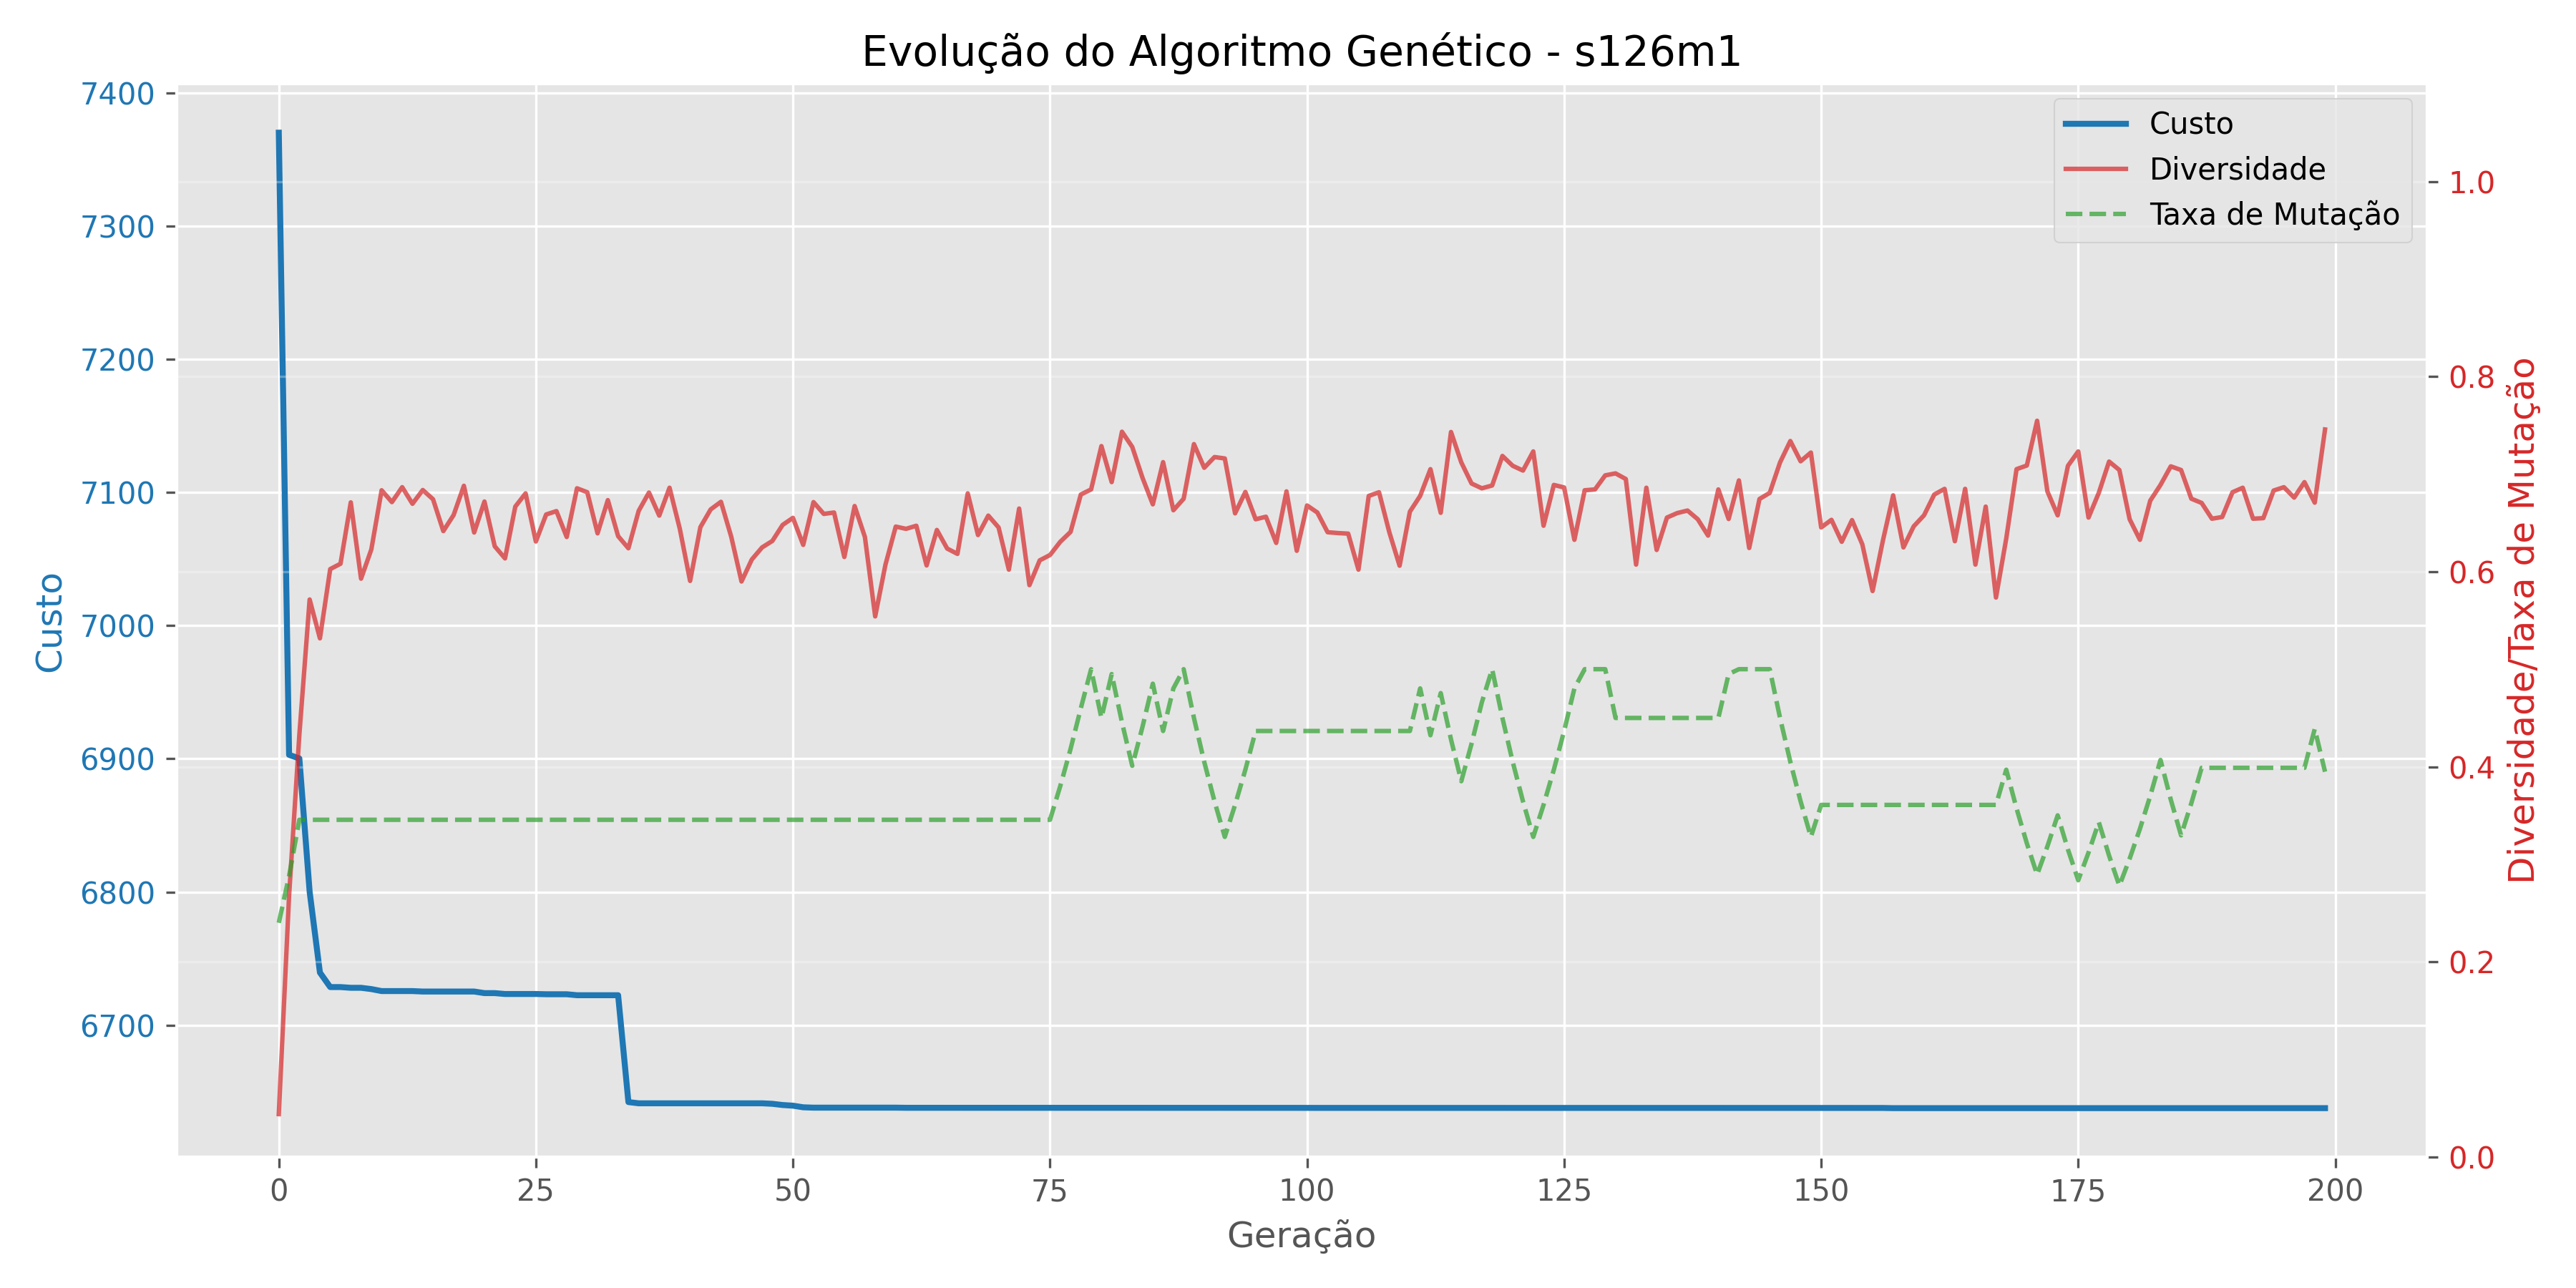 Evolução do Algoritmo Genético - s126m1
Custo
Diversidade
Taxa de Mutação
7400
7300
7200
7100
7000
6900
6800
6700
Custo
1.0
0.8
0.6
0.4
0.2
0.0
Diversidade/Taxa de Mutação
0 25 50 75 100 125 150 175 200
Geração